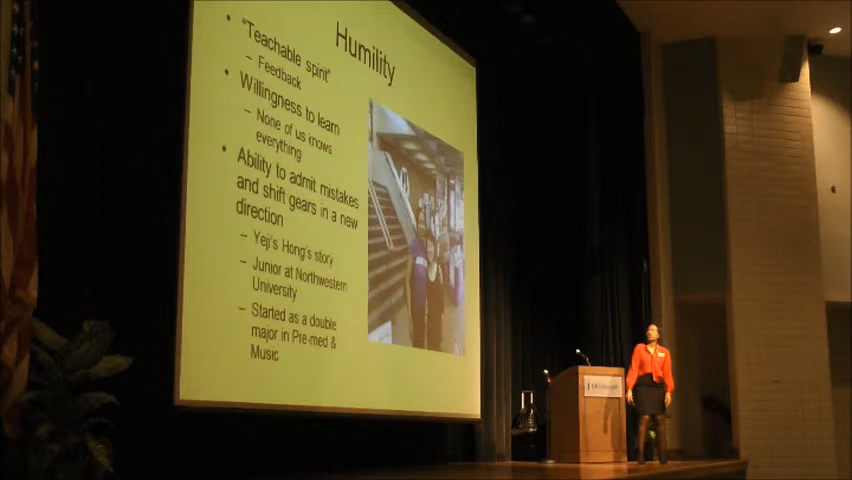 Humility
• “Teachable spirit”
– Feedback
• Willingness to learn
– None of us knows
everything
• Ability to admit mistakes
and shift gears in a new
direction
– Yeji's Hong's story
– Junior at Northwestern
University
– Started as a double
major in Pre-med &
Music